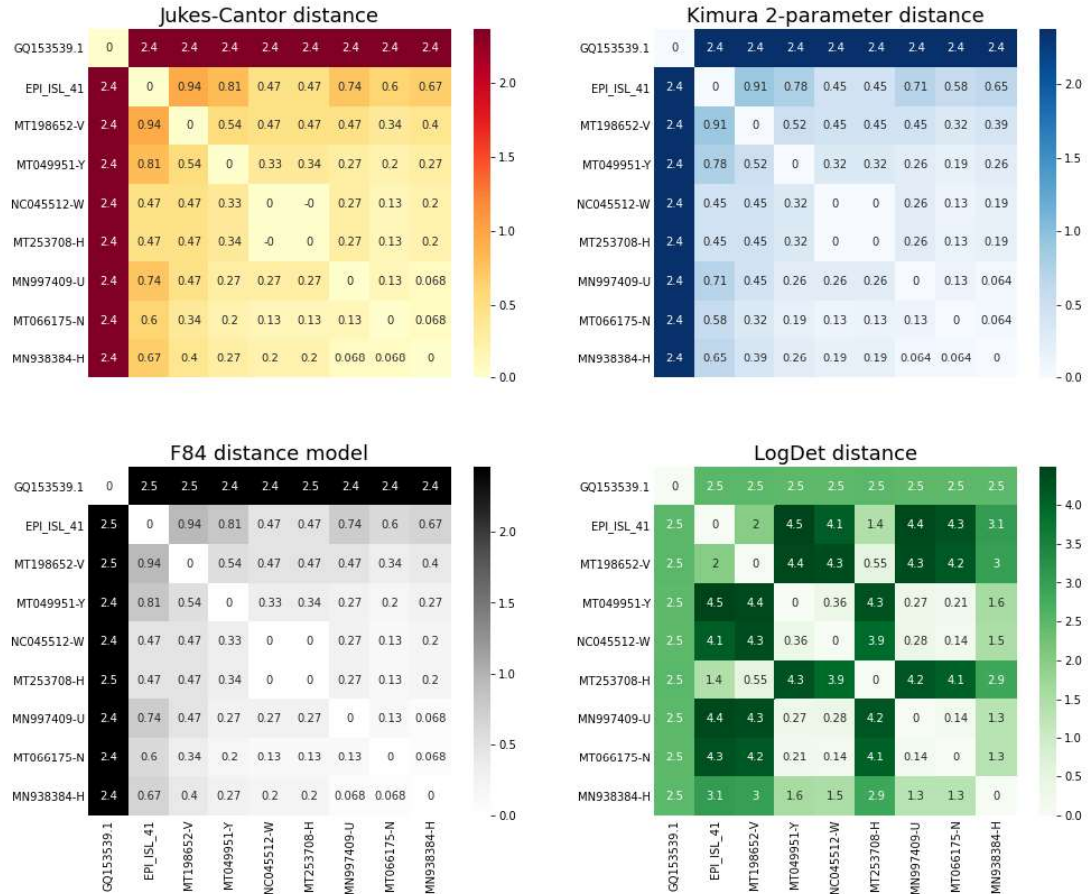 Jukes-Cantor distance
GQ153539.1 0 2.4 2.4 2.4 2.4 2.4 2.4 2.4 2.4
EPI_ISL_41 2.4 0 0.94 0.81 0.47 0.47 0.74 0.6 0.67
MT198652-V 2.4 0.94 0 0.54 0.47 0.47 0.47 0.34 0.4
MT049951-Y 2.4 0.81 0.54 0 0.33 0.34 0.27 0.2 0.27
NC045512-W 2.4 0.47 0.47 0.33 0 -0 0.27 0.13 0.2
MT253708-H 2.4 0.47 0.47 0.34 -0 0 0.27 0.13 0.2
MN997409-U 2.4 0.74 0.47 0.27 0.27 0.27 0 0.13 0.068
MT066175-N 2.4 0.6 0.34 0.2 0.13 0.13 0.13 0 0.068
MN938384-H 2.4 0.67 0.4 0.27 0.2 0.2 0.068 0.068 0
2.0
1.5
1.0
0.5
0.0
Kimura 2-parameter distance
GQ153539.1 0 2.4 2.4 2.4 2.4 2.4 2.4 2.4 2.4
EPI_ISL_41 2.4 0 0.91 0.78 0.45 0.45 0.71 0.58 0.65
MT198652-V 2.4 0.91 0 0.52 0.45 0.45 0.45 0.32 0.39
MT049951-Y 2.4 0.78 0.52 0 0.32 0.32 0.26 0.19 0.26
NC045512-W 2.4 0.45 0.45 0.32 0 0 0.26 0.13 0.19
MT253708-H 2.4 0.45 0.45 0.32 0 0 0.26 0.13 0.19
MN997409-U 2.4 0.71 0.45 0.26 0.26 0.26 0 0.13 0.064
MT066175-N 2.4 0.58 0.32 0.19 0.13 0.13 0.13 0 0.064
MN938384-H 2.4 0.65 0.39 0.26 0.19 0.19 0.064 0.064 0
2.0
1.5
1.0
0.5
0.0
F84 distance model
GQ153539.1 0 2.5 2.5 2.4 2.4 2.5 2.4 2.4 2.4
EPI_ISL_41 2.5 0 0.94 0.81 0.47 0.47 0.74 0.6 0.67
MT198652-V 2.5 0.94 0 0.54 0.47 0.47 0.47 0.34 0.4
MT049951-Y 2.4 0.81 0.54 0 0.33 0.34 0.27 0.2 0.27
NC045512-W 2.4 0.47 0.47 0.33 0 0 0.27 0.13 0.2
MT253708-H 2.5 0.47 0.47 0.34 0 0 0.27 0.13 0.2
MN997409-U 2.4 0.74 0.47 0.27 0.27 0.27 0 0.13 0.068
MT066175-N 2.4 0.6 0.34 0.2 0.13 0.13 0.13 0 0.068
MN938384-H 2.4 0.67 0.4 0.27 0.2 0.2 0.068 0.068 0
GQ153539.1 EPI_ISL_41 MT198652-V MT049951-Y NC045512-W MT253708-H MN997409-U MT066175-N MN938384-H
2.0
1.5
1.0
0.5
0.0
LogDet distance
GQ153539.1 0 2.5 2.5 2.5 2.5 2.5 2.5 2.5 2.5
EPI_ISL_41 2.5 0 2 4.5 4.1 1.4 4.4 4.3 3.1
MT198652-V 2.5 2 0 4.4 4.3 0.55 4.3 4.2 3
MT049951-Y 2.5 4.5 4.4 0 0.36 4.3 0.27 0.21 1.6
NC045512-W 2.5 4.1 4.3 0.36 0 3.9 0.28 0.14 1.5
MT253708-H 2.5 1.4 0.55 4.3 3.9 0 4.2 4.1 2.9
MN997409-U 2.5 4.4 4.3 0.27 0.28 4.2 0 0.14 1.3
MT066175-N 2.5 4.3 4.2 0.21 0.14 4.1 0.14 0 1.3
MN938384-H 2.5 3.1 3 1.6 1.5 2.9 1.3 1.3 0
GQ153539.1 EPI_ISL_41 MT198652-V MT049951-Y NC045512-W MT253708-H MN997409-U MT066175-N MN938384-H
4.0
3.5
3.0
2.5
2.0
1.5
1.0
0.5
0.0